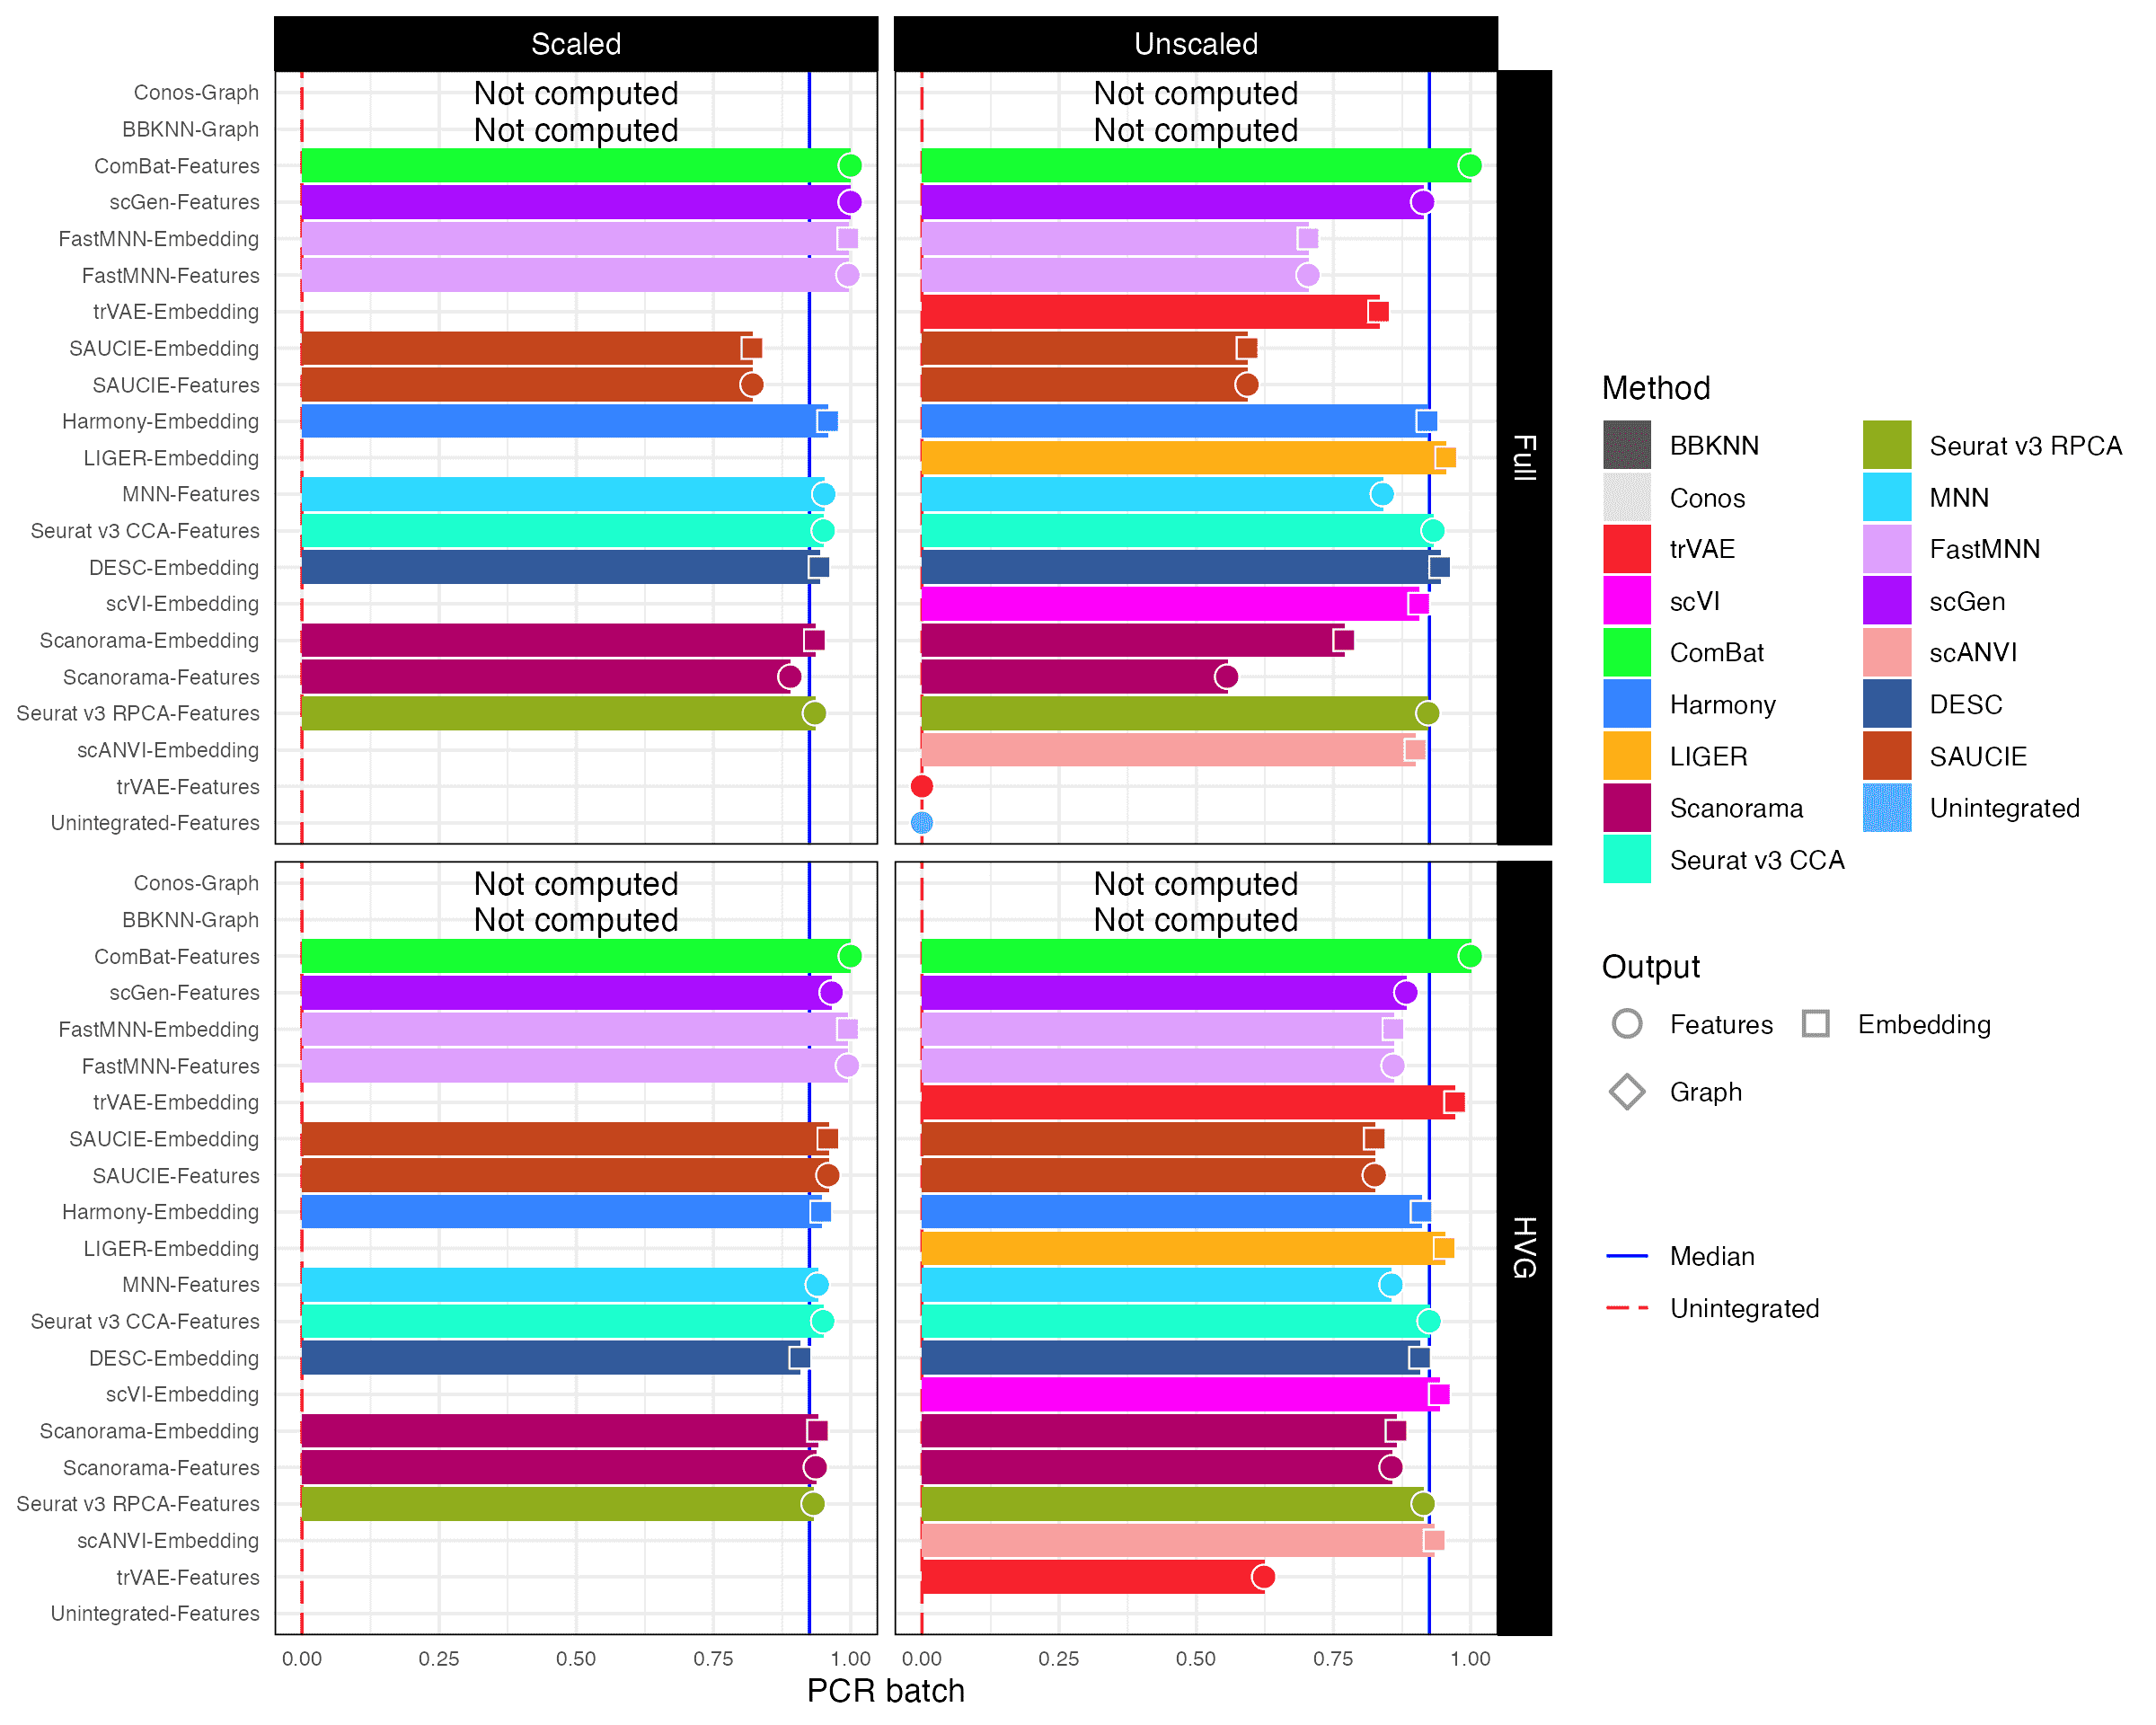 Scaled
Unscaled
Conos-Graph
BBKNN-Graph
ComBat-Features
scGen-Features
FastMNN-Embedding
FastMNN-Features
trVAE-Embedding
SAUCIE-Embedding
SAUCIE-Features
Harmony-Embedding
LIGER-Embedding
MNN-Features
Seurat v3 CCA-Features
DESC-Embedding
scVI-Embedding
Scanorama-Embedding
Scanorama-Features
Seurat v3 RPCA-Features
scANVI-Embedding
trVAE-Features
Unintegrated-Features
Not computed
Not computed
Not computed
Not computed
Full
Conos-Graph
BBKNN-Graph
ComBat-Features
scGen-Features
FastMNN-Embedding
FastMNN-Features
trVAE-Embedding
SAUCIE-Embedding
SAUCIE-Features
Harmony-Embedding
LIGER-Embedding
MNN-Features
Seurat v3 CCA-Features
DESC-Embedding
scVI-Embedding
Scanorama-Embedding
Scanorama-Features
Seurat v3 RPCA-Features
scANVI-Embedding
trVAE-Features
Unintegrated-Features
Not computed
Not computed
Not computed
Not computed
HVG
0.00 0.25 0.50 0.75 1.00
0.00 0.25 0.50 0.75 1.00
PCR batch
Method
BBKNN
Conos
trVAE
scVI
ComBat
Harmony
LIGER
Scanorama
Seurat v3 CCA
Seurat v3 RPCA
MNN
FastMNN
scGen
scANVI
DESC
SAUCIE
Unintegrated
Output
Features
Embedding
Graph
Median
Unintegrated